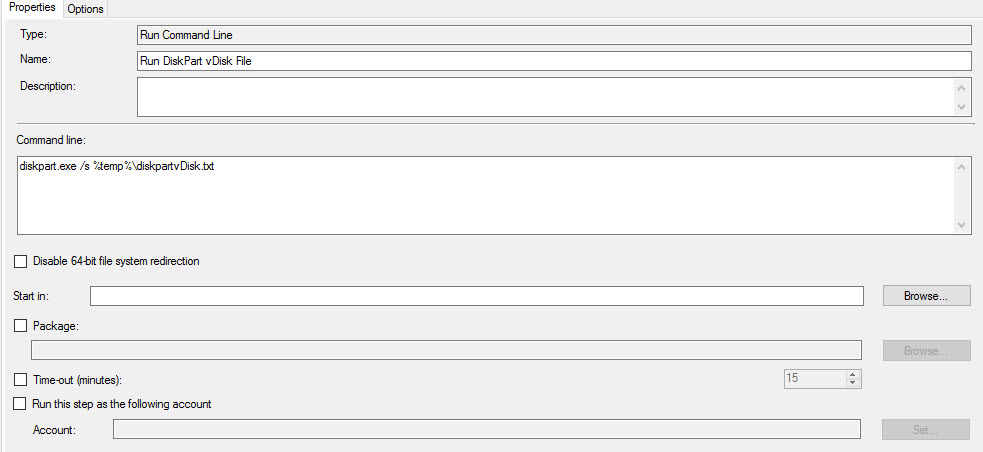 Properties Options
Type: Run Command Line
Name: Run DiskPart vDisk File
Description:
Command line:
diskpart.exe /s %temp%\diskpartvDisk.txt
Disable 64-bit file system redirection
Start in: Browse...
Package:
Browse...
Time-out (minutes): 15
Run this step as the following account
Account: Set...